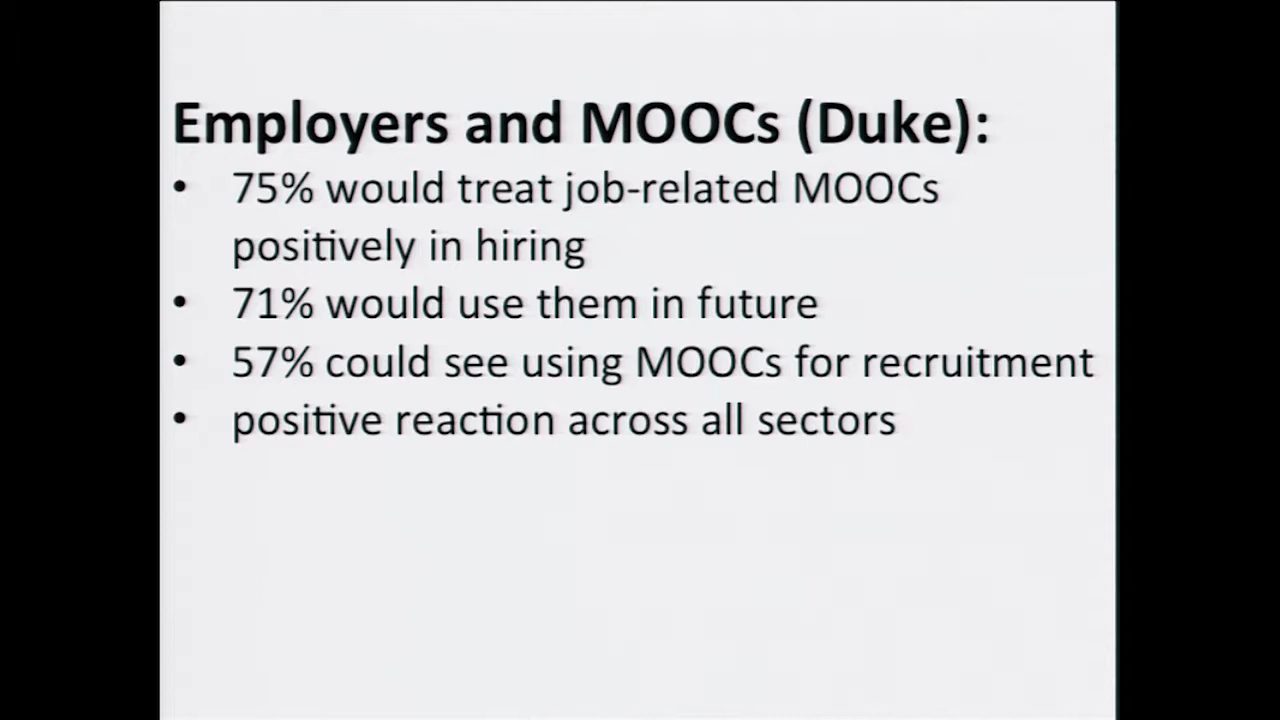 Employers and MOOCs (Duke):
• 75% would treat job-related MOOCs
positively in hiring
• 71% would use them in future
• 57% could see using MOOCs for recruitment
• positive reaction across all sectors